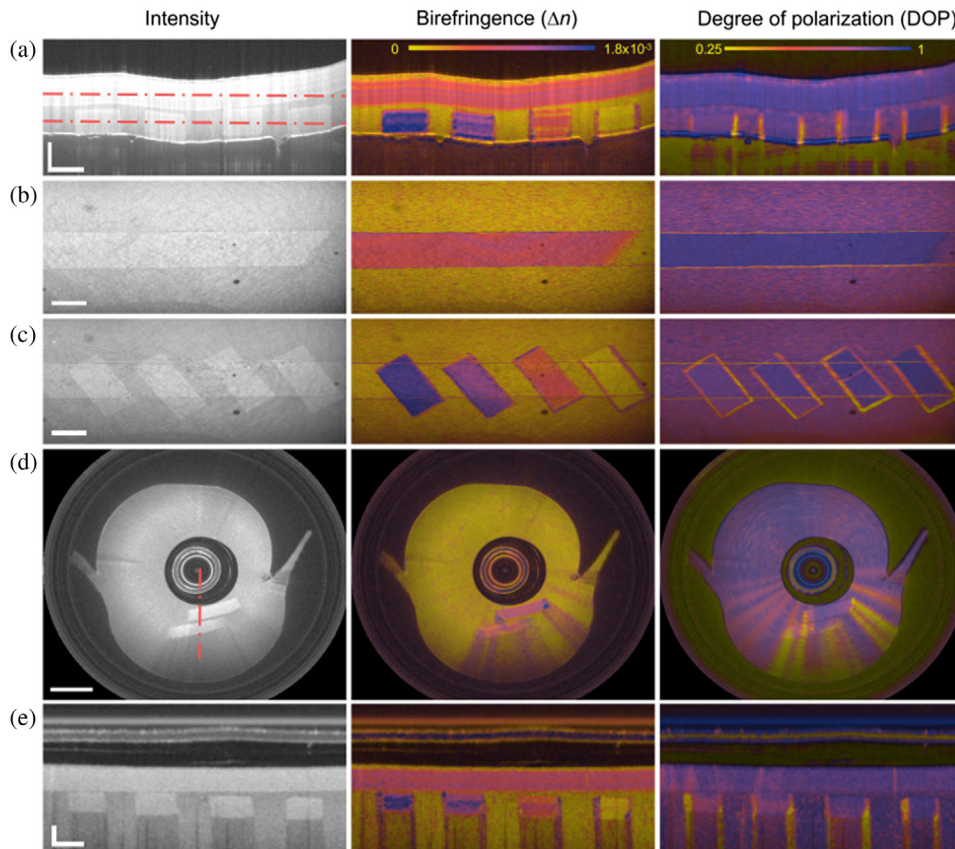 Intensity Birefringence (Δn) Degree of polarization (DOP)
(a) 0 1.8x10⁻³ 0.25 1
(b)
(c)
(d)
(e)